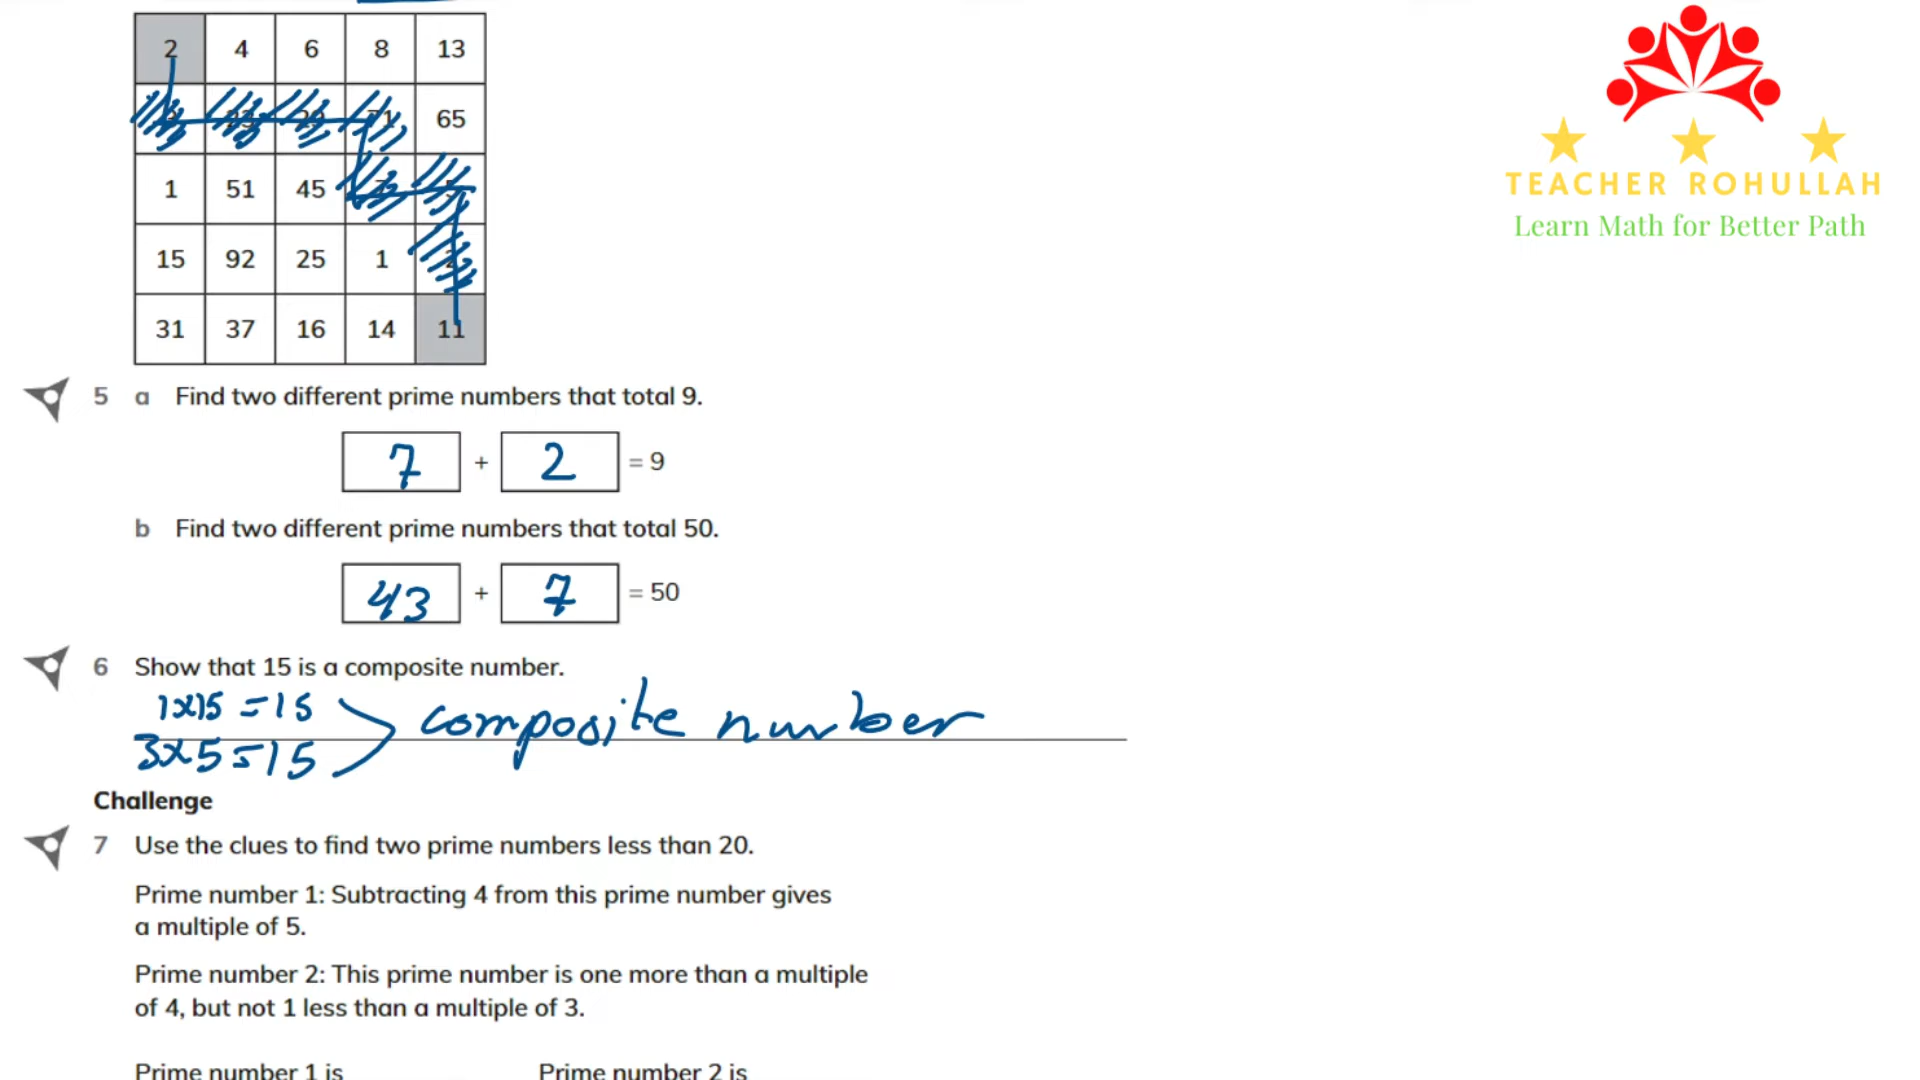 2 4 6 8 13
65
1 51 45
15 92 25 1
31 37 16 14 11
TEACHER ROHULLAH
Learn Math for Better Path
5 a Find two different prime numbers that total 9.
7 + 2 = 9
b Find two different prime numbers that total 50.
43 + 7 = 50
6 Show that 15 is a composite number.
1x15 = 15
composite number
3x5 = 15
Challenge
7 Use the clues to find two prime numbers less than 20.
Prime number 1: Subtracting 4 from this prime number gives
a multiple of 5.
Prime number 2: This prime number is one more than a multiple
of 4, but not 1 less than a multiple of 3.
Prime number 1 is Prime number 2 is